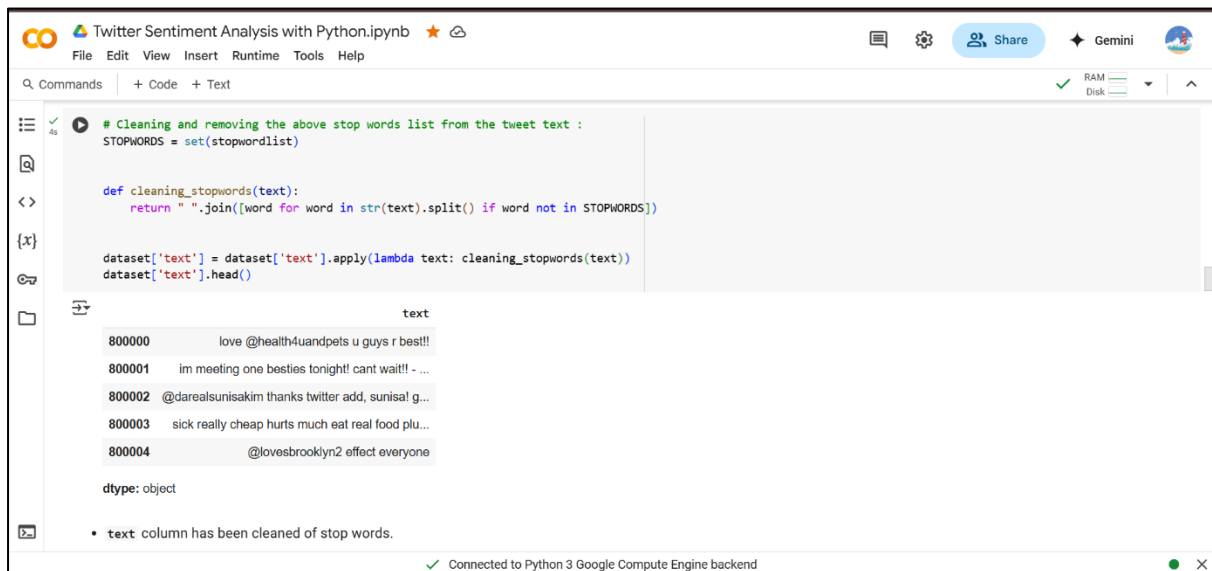 Twitter Sentiment Analysis with Python.ipynb
File Edit View Insert Runtime Tools Help
Share
Gemini
Commands + Code + Text
RAM
Disk
4s
# Cleaning and removing the above stop words list from the tweet text :
STOPWORDS = set(stopwordlist)
def cleaning_stopwords(text):
    return " ".join([word for word in str(text).split() if word not in STOPWORDS])
dataset['text'] = dataset['text'].apply(lambda text: cleaning_stopwords(text))
dataset['text'].head()
text
800000 love @health4uandpets u guys r best!!
800001 im meeting one besties tonight! cant wait!! - ...
800002 @darealsunisakim thanks twitter add, sunisa! g...
800003 sick really cheap hurts much eat real food plu...
800004 @lovesbrooklyn2 effect everyone
dtype: object
• text column has been cleaned of stop words.
Connected to Python 3 Google Compute Engine backend